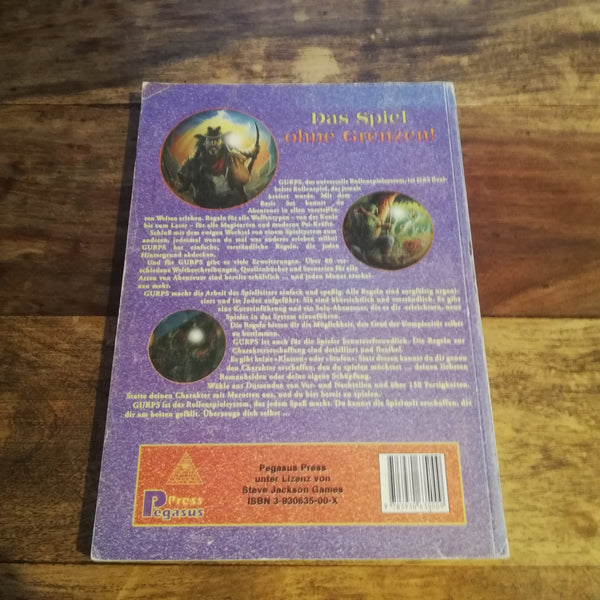 Das Spiel
ohne Grenzen!
GURPS, das universelle Rollenspielsystem, ist DAS flexi-
belste Rollenspiel, das jemals
kreiert wurde. Mit dem
Basis Set kannst du
Abenteuer in allen vorstellba-
ren Welten erleben. Regeln für alle Waffentypen – von der Keule
bis zum Laser – für alle Magiearten und modernen Psi-Kräfte.
Schluß mit dem ewigen Wechsel von einem Spielsystem zum
anderen, jedesmal wenn du mal was anderes erleben willst!
GURPS hat einfache, verständliche Regeln, die jeden
Hintergrund abdecken.
Und für GURPS gibt es viele Erweiterungen. Über 80 ver-
schiedene Weltbeschreibungen, Quellenbücher und Szenarien für alle
Arten von Abenteuer sind bereits erhältlich – und jeden Monat erschei-
nen mehr.
GURPS macht die Arbeit des Spielleiters einfach und spaßig. Alle Regeln sind sorgfältig organi-
siert und im Index aufgeführt. Sie sind übersichtlich und verständlich. Es gibt
eine Kurzeinführung und ein Solo-Abenteuer, die es dir erleichtern, neue
Spieler in das System einzuführen.
Die Regeln bieten dir die Möglichkeit, den Grad der Komplexität selbst
zu bestimmen.
GURPS ist auch für die Spieler benutzerfreundlich. Die Regeln zur
Charaktererschaffung sind detailliert und flexibel.
Es gibt keine »Klassen« oder »Stufen«. Statt dessen kannst du dir genau
den Charakter erschaffen, den du spielen möchtest ... deinen liebsten
Romanhelden oder deine eigene Schöpfung.
Wähle aus Dutzenden von Vor- und Nachteilen und über 150 Fertigkeiten.
Statte deinen Charakter mit Marotten aus, und du bist bereit zu spielen.
GURPS ist das Rollenspielsystem, das jedem Spaß macht. Du kannst die Spielwelt erschaffen, die
dir am besten gefällt. Überzeuge dich selbst ...
Press
Pegasus
Pegasus Press
unter Lizenz von
Steve Jackson Games
ISBN 3-930635-00-X
9 783930 635009